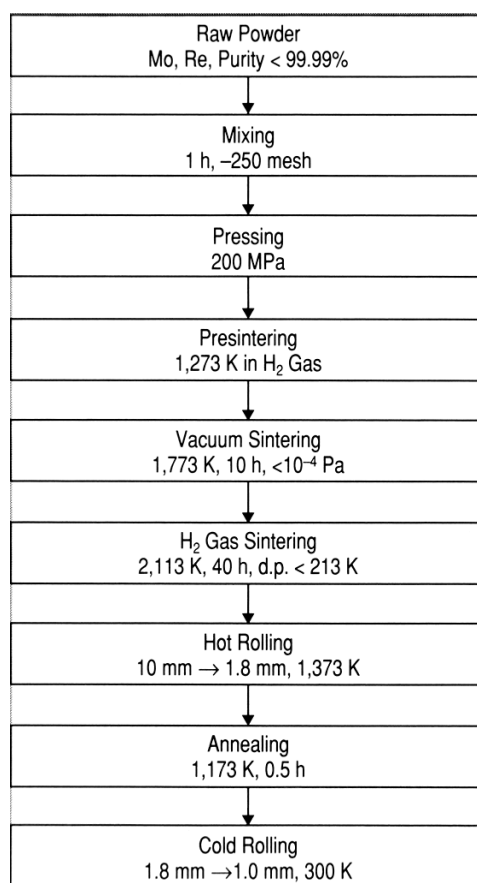 Raw Powder
Mo, Re, Purity < 99.99%
Mixing
1 h, –250 mesh
Pressing
200 MPa
Presintering
1,273 K in H₂ Gas
Vacuum Sintering
1,773 K, 10 h, <10⁻⁴ Pa
H₂ Gas Sintering
2,113 K, 40 h, d.p. < 213 K
Hot Rolling
10 mm → 1.8 mm, 1,373 K
Annealing
1,173 K, 0.5 h
Cold Rolling
1.8 mm →1.0 mm, 300 K